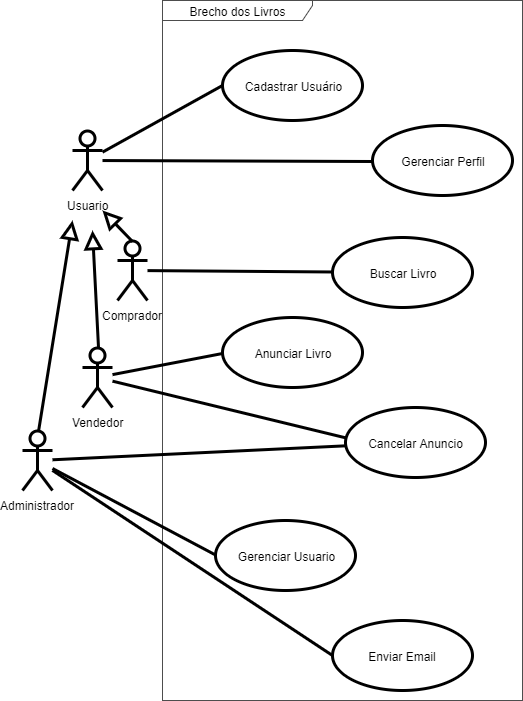 Brecho dos Livros
Cadastrar Usuário
Gerenciar Perfil
Usuario
Buscar Livro
Comprador
Anunciar Livro
Vendedor
Cancelar Anuncio
Administrador
Gerenciar Usuario
Enviar Email